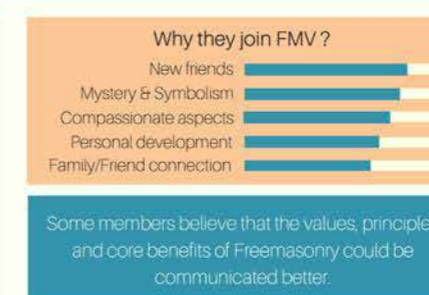 Why they join FMV ?
New friends
Mystery & Symbolism
Compassionate aspects
Personal development
Family/Friend connection
Some members believe that the values, principle
and core benefits of Freemasonry could be
communicated better.